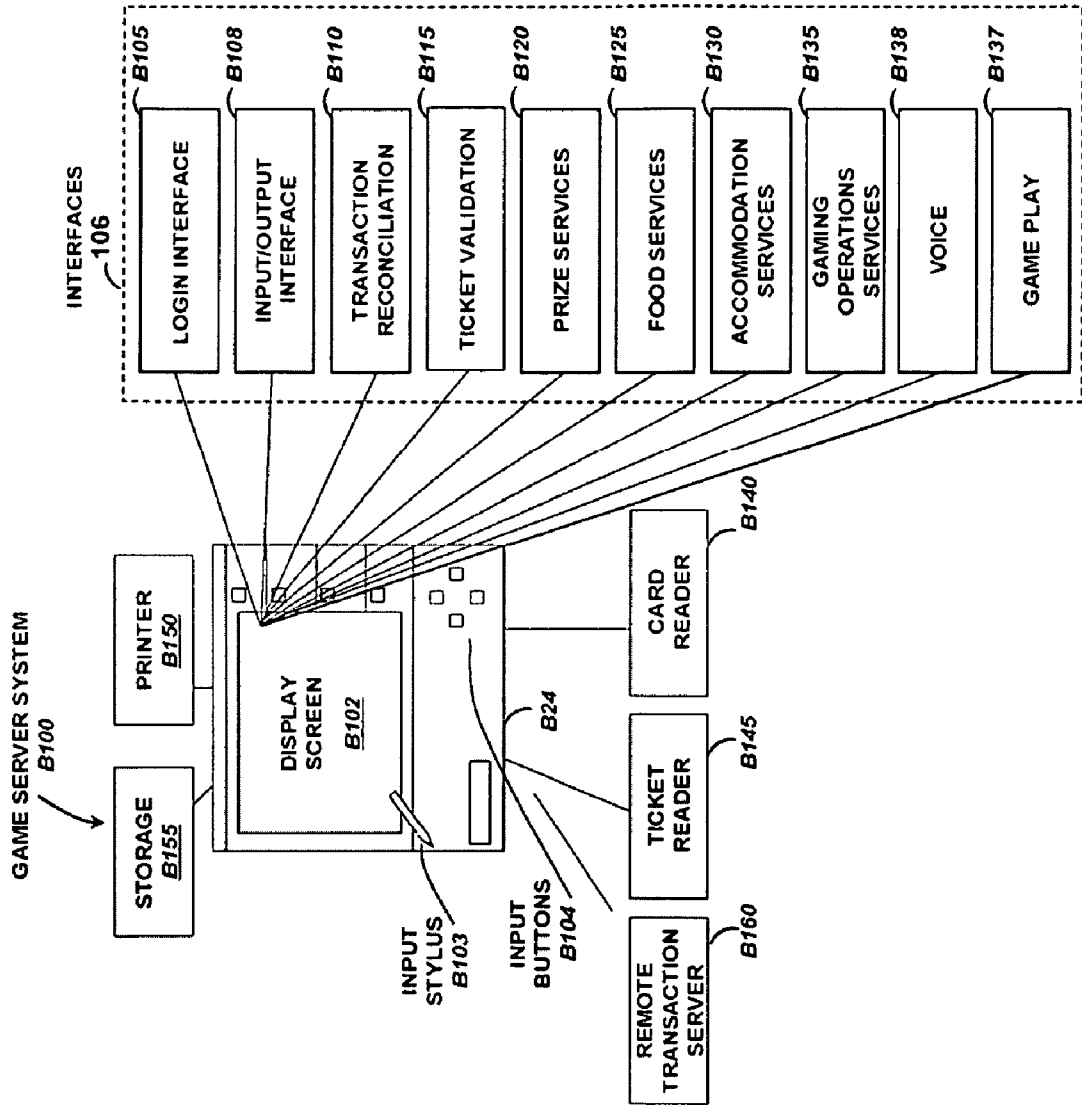 GAME SERVER SYSTEM
B100
STORAGE
B155
PRINTER
B150
DISPLAY
SCREEN
B102
INPUT
STYLUS
B103
INPUT
BUTTONS
B104
B24
REMOTE
TRANSACTION
SERVER
B160
TICKET
READER
B145
CARD
READER
B140
INTERFACES
106
LOGIN INTERFACE
B105
INPUT/OUTPUT
INTERFACE
B108
TRANSACTION
RECONCILIATION
B110
TICKET VALIDATION
B115
PRIZE SERVICES
B120
FOOD SERVICES
B125
ACCOMMODATION
SERVICES
B130
GAMING
OPERATIONS
SERVICES
B135
VOICE
B138
GAME PLAY
B137